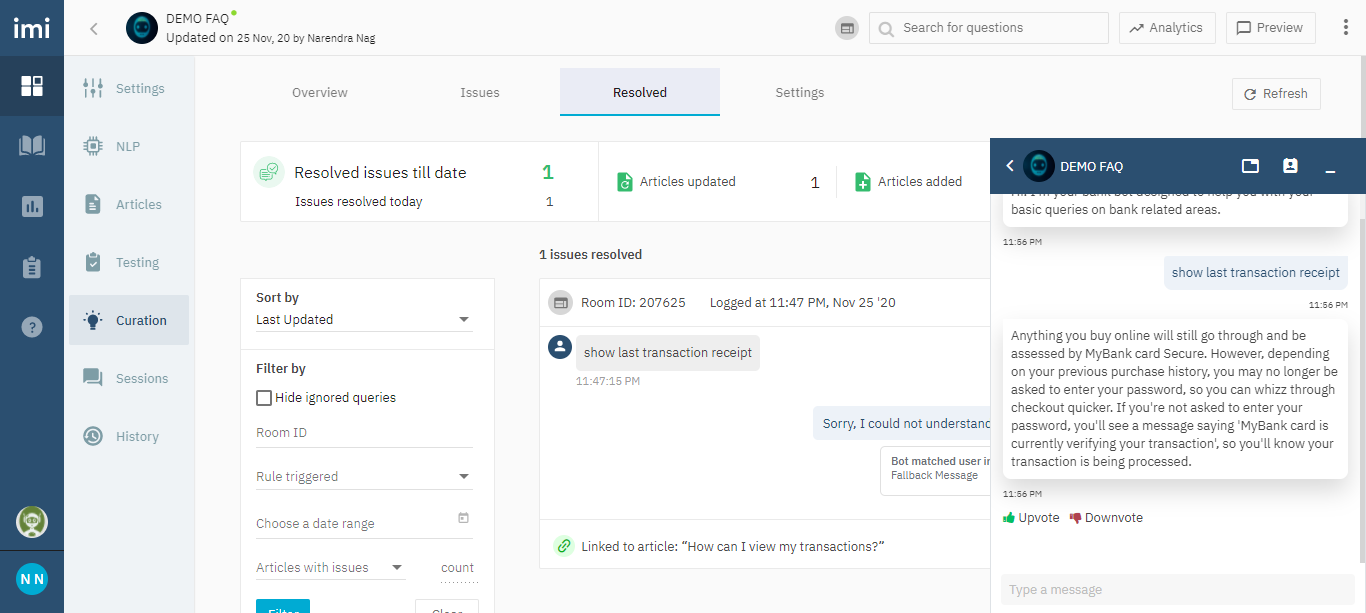 imi
DEMO FAQ
Updated on 25 Nov, 20 by Narendra Nag
Search for questions
Analytics
Preview
Settings
NLP
Articles
Testing
Curation
Sessions
History
N N
Overview
Issues
Resolved
Settings
Refresh
Resolved issues till date
1
Issues resolved today
1
Articles updated
1
Articles added
1 issues resolved
Sort by
Last Updated
Filter by
Hide ignored queries
Room ID
Rule triggered
Choose a date range
Articles with issues
count
Filter
Close
Room ID: 207625
Logged at 11:47 PM, Nov 25 '20
show last transaction receipt
11:47:15 PM
Sorry, I could not understand
Bot matched user in
Fallback Message
Linked to article: “How can I view my transactions?”
DEMO FAQ
Hi! I'm your bank bot designed to help you with your
basic queries on bank related areas.
11:56 PM
show last transaction receipt
11:56 PM
Anything you buy online will still go through and be
assessed by MyBank card Secure. However, depending
on your previous purchase history, you may no longer be
asked to enter your password, so you can whizz through
checkout quicker. If you're not asked to enter your
password, you'll see a message saying 'MyBank card is
currently verifying your transaction', so you'll know your
transaction is being processed.
11:56 PM
Upvote
Downvote
Type a message